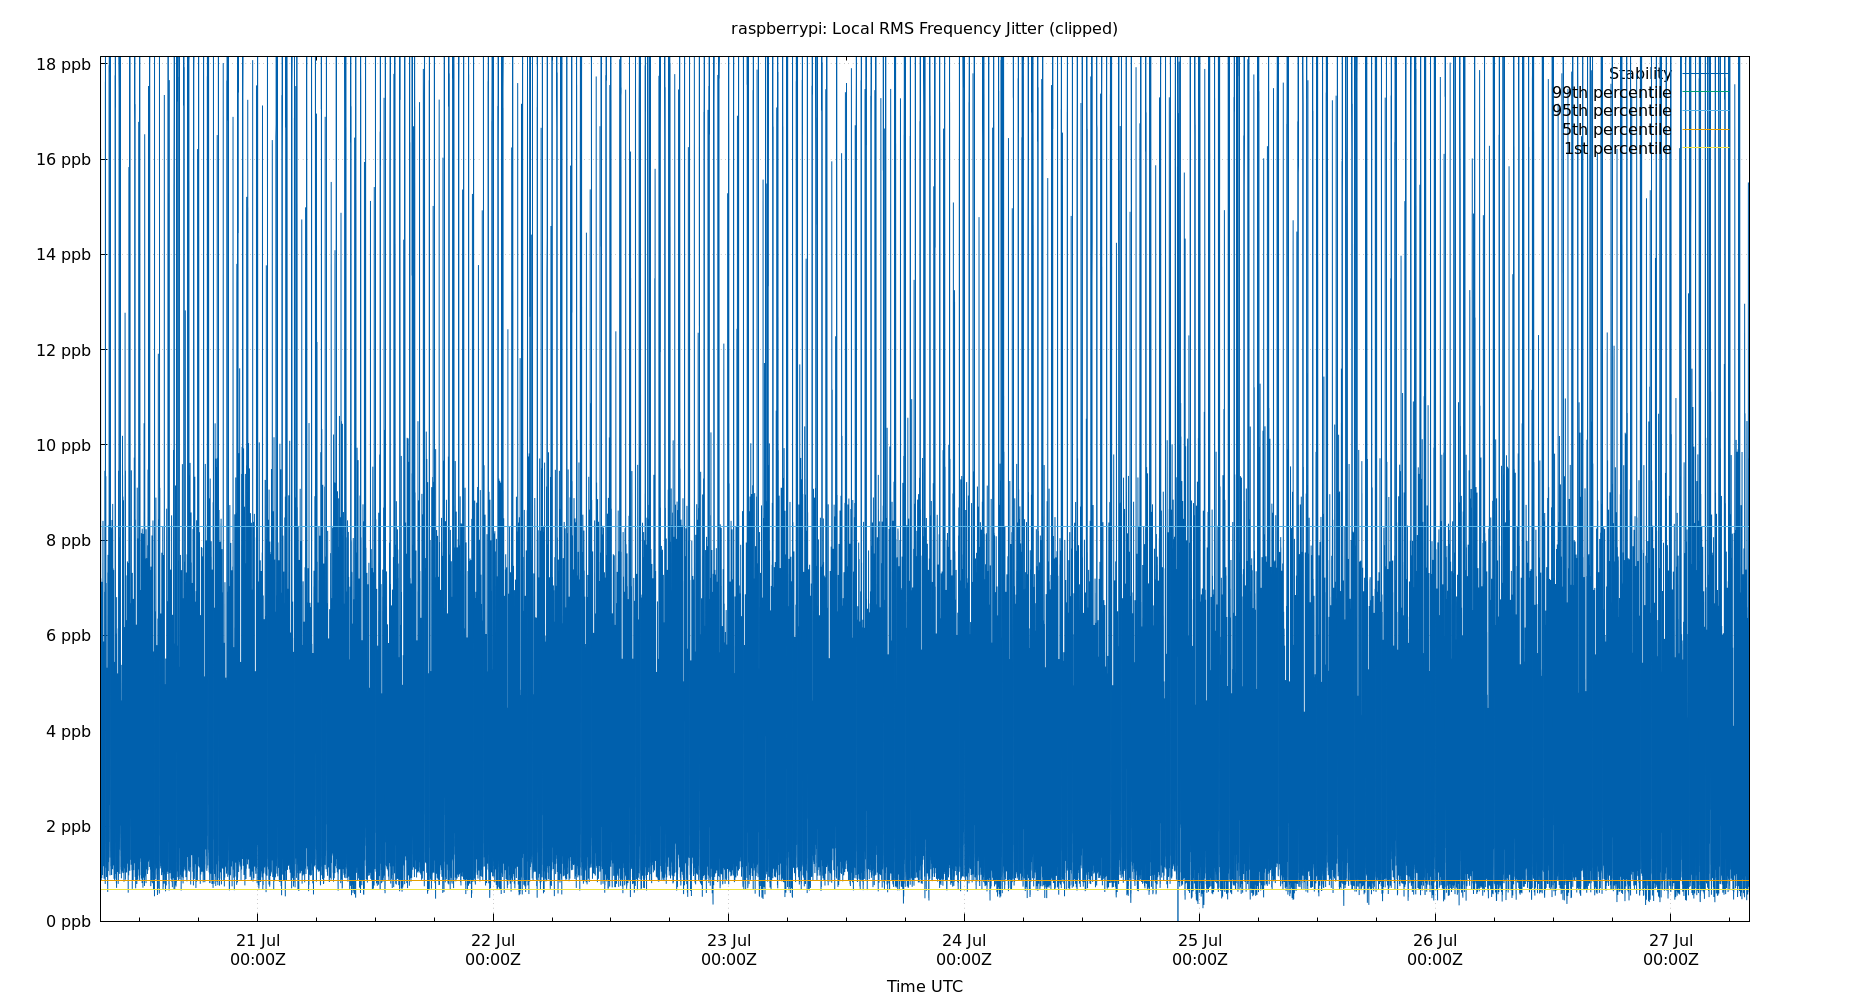 raspberrypi: Local RMS Frequency Jitter (clipped)
18 ppb
16 ppb
14 ppb
12 ppb
10 ppb
8 ppb
6 ppb
4 ppb
2 ppb
0 ppb
Stability
99th percentile
95th percentile
5th percentile
1st percentile
21 Jul 22 Jul 23 Jul 24 Jul 25 Jul 26 Jul 27 Jul
00:00Z 00:00Z 00:00Z 00:00Z 00:00Z 00:00Z 00:00Z
Time UTC